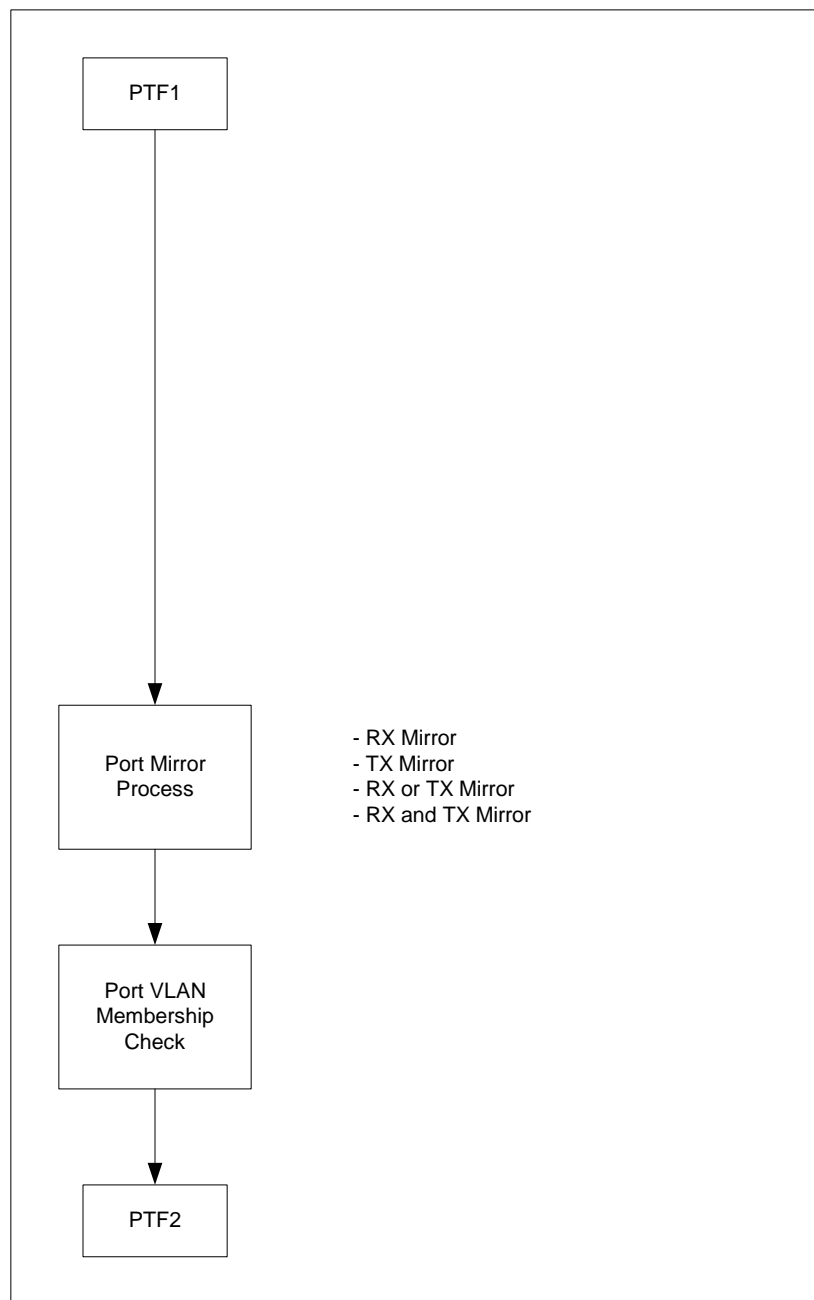 PTF1
Port Mirror
Process
- RX Mirror
- TX Mirror
- RX or TX Mirror
- RX and TX Mirror
Port VLAN
Membership
Check
PTF2